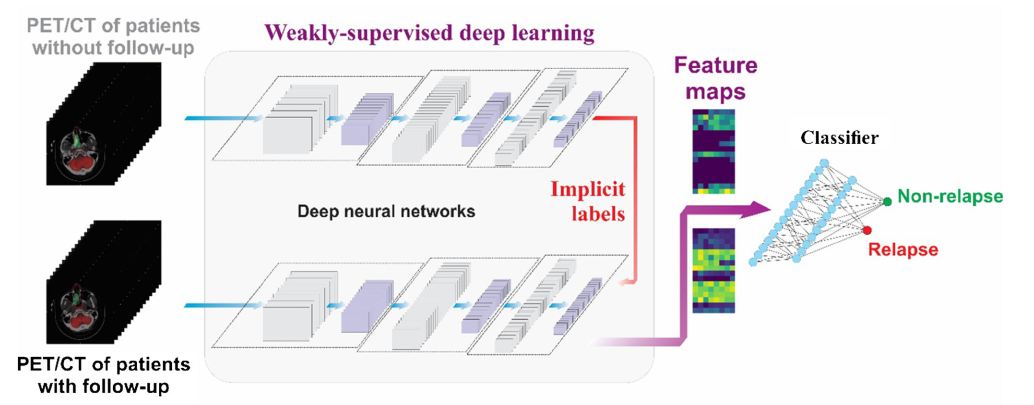 PET/CT of patients
without follow-up
Weakly-supervised deep learning
Feature
maps
Classifier
Implicit
labels
Deep neural networks
Non-relapse
Relapse
PET/CT of patients
with follow-up